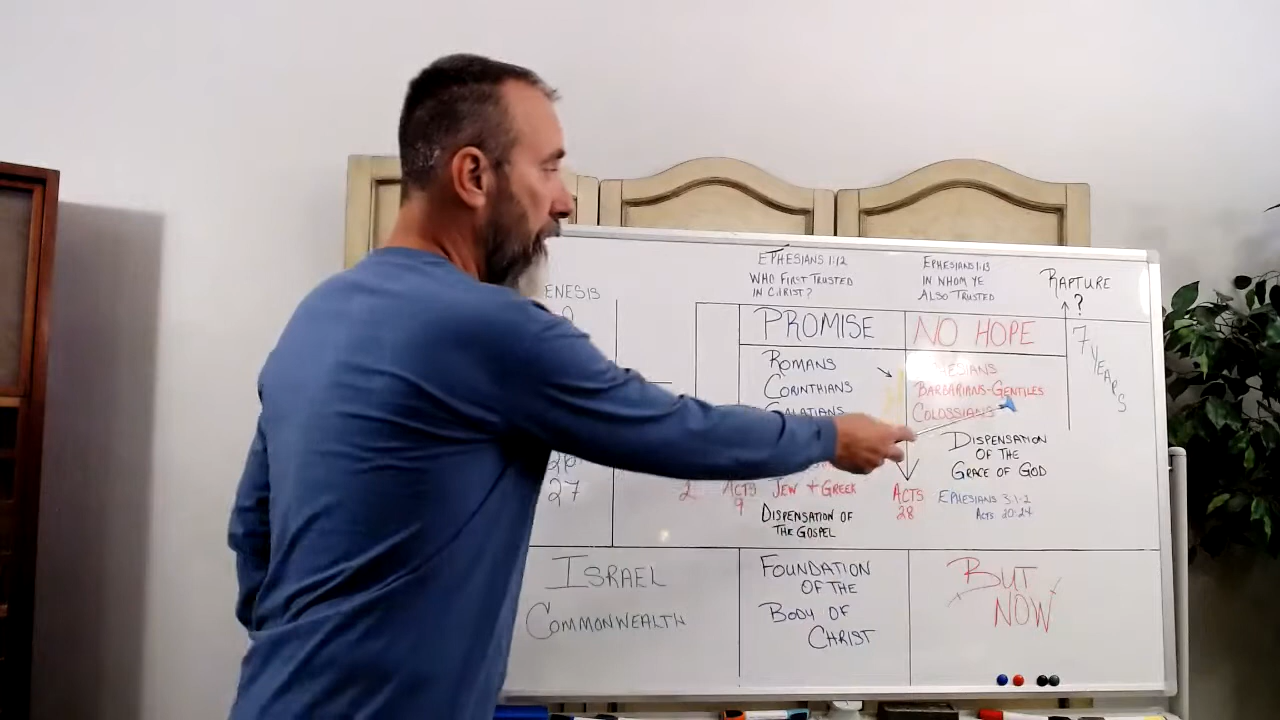 EPHESIANS 1:12
WHO FIRST TRUSTED
IN CHRIST?
EPHESIANS 1:13
IN WHOM YE
ALSO TRUSTED
RAPTURE
?
ENESIS
PROMISE
NO HOPE
7 YEARS
ROMANS
CORINTHIANS
GALATIANS
HESIANS
BARBARIANS-GENTILES
COLOSSIANS
DISPENSATION
OF THE
GRACE OF GOD
27
2
ACTS
9
JEW + GREEK
ACTS
28
EPHESIANS 3:1-2
ACTS 20:24
DISPENSATION OF
THE GOSPEL
ISRAEL
COMMONWEALTH
FOUNDATION
OF THE
BODY OF
CHRIST
BUT
NOW